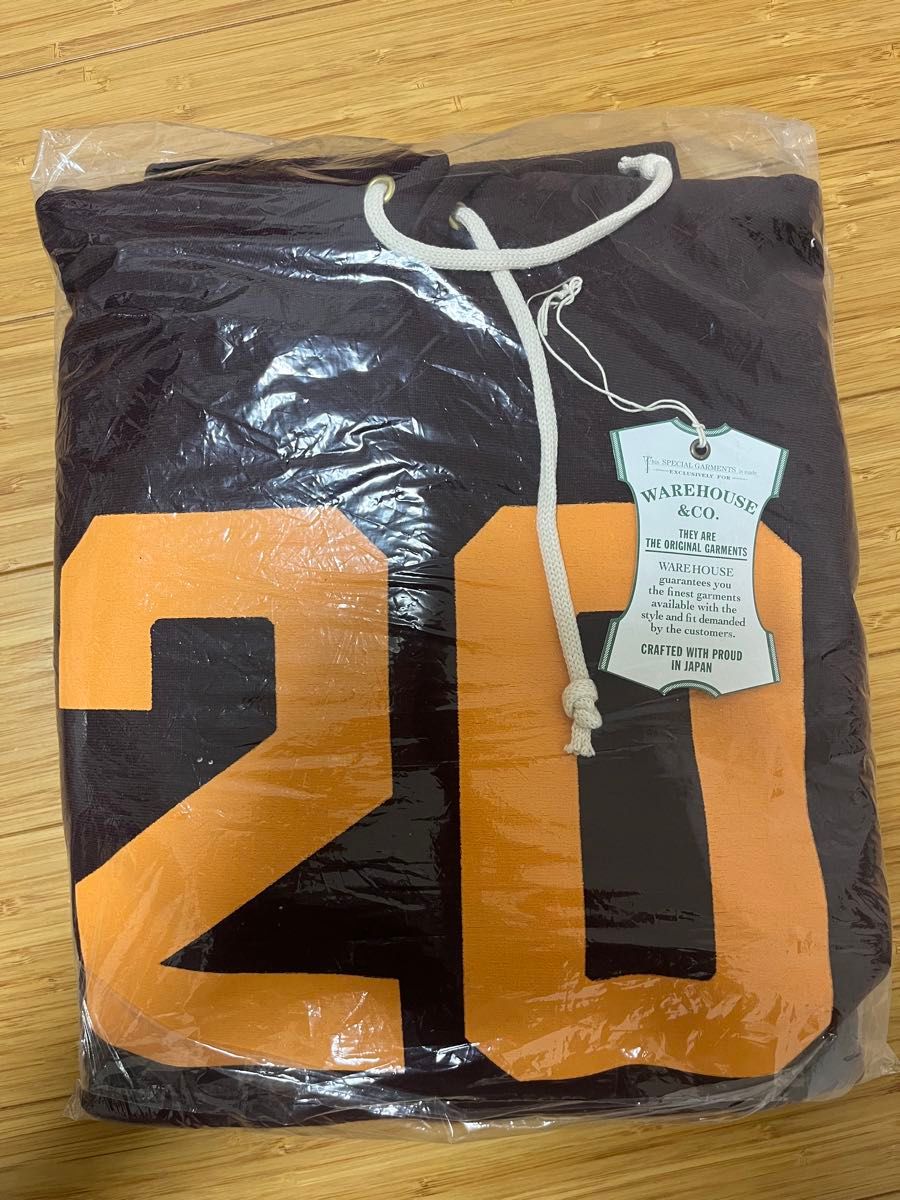 20
This SPECIAL GARMENTS is made
EXCLUSIVELY FOR
WAREHOUSE
&CO.
THEY ARE
THE ORIGINAL GARMENTS
WAREHOUSE
guarantees you
the finest garments
available with the
style and fit demanded
by the customers.
CRAFTED WITH PROUD
IN JAPAN